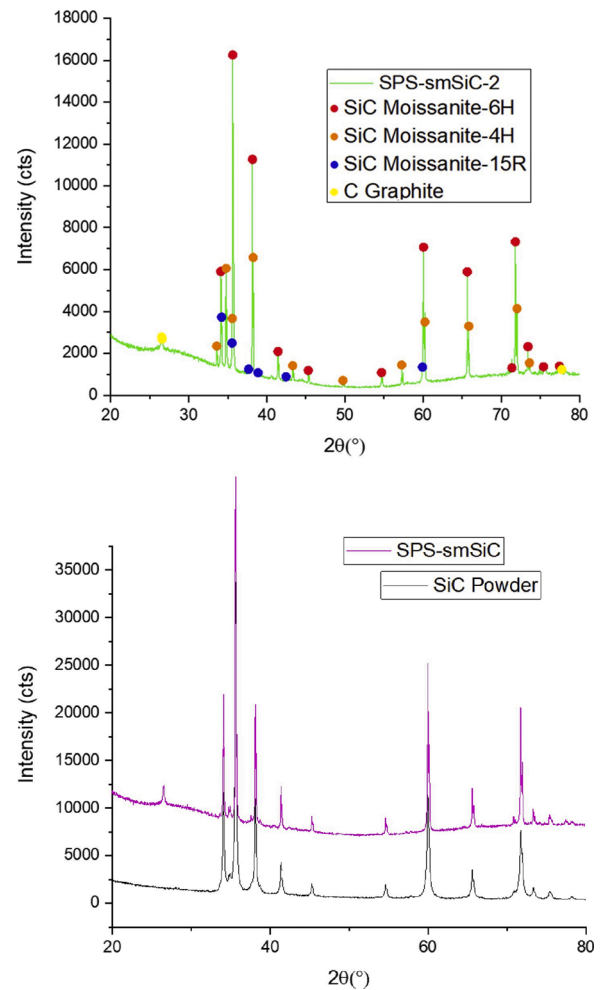 18000
16000
14000
12000
10000
8000
6000
4000
2000
0
Intensity (cts)
SPS-smSiC-2
SiC Moissanite-6H
SiC Moissanite-4H
SiC Moissanite-15R
C Graphite
20 30 40 50 60 70 80
2θ(°)
SPS-smSiC
SiC Powder
35000
30000
25000
20000
15000
10000
5000
0
Intensity (cts)
20 40 60 80
2θ(°)